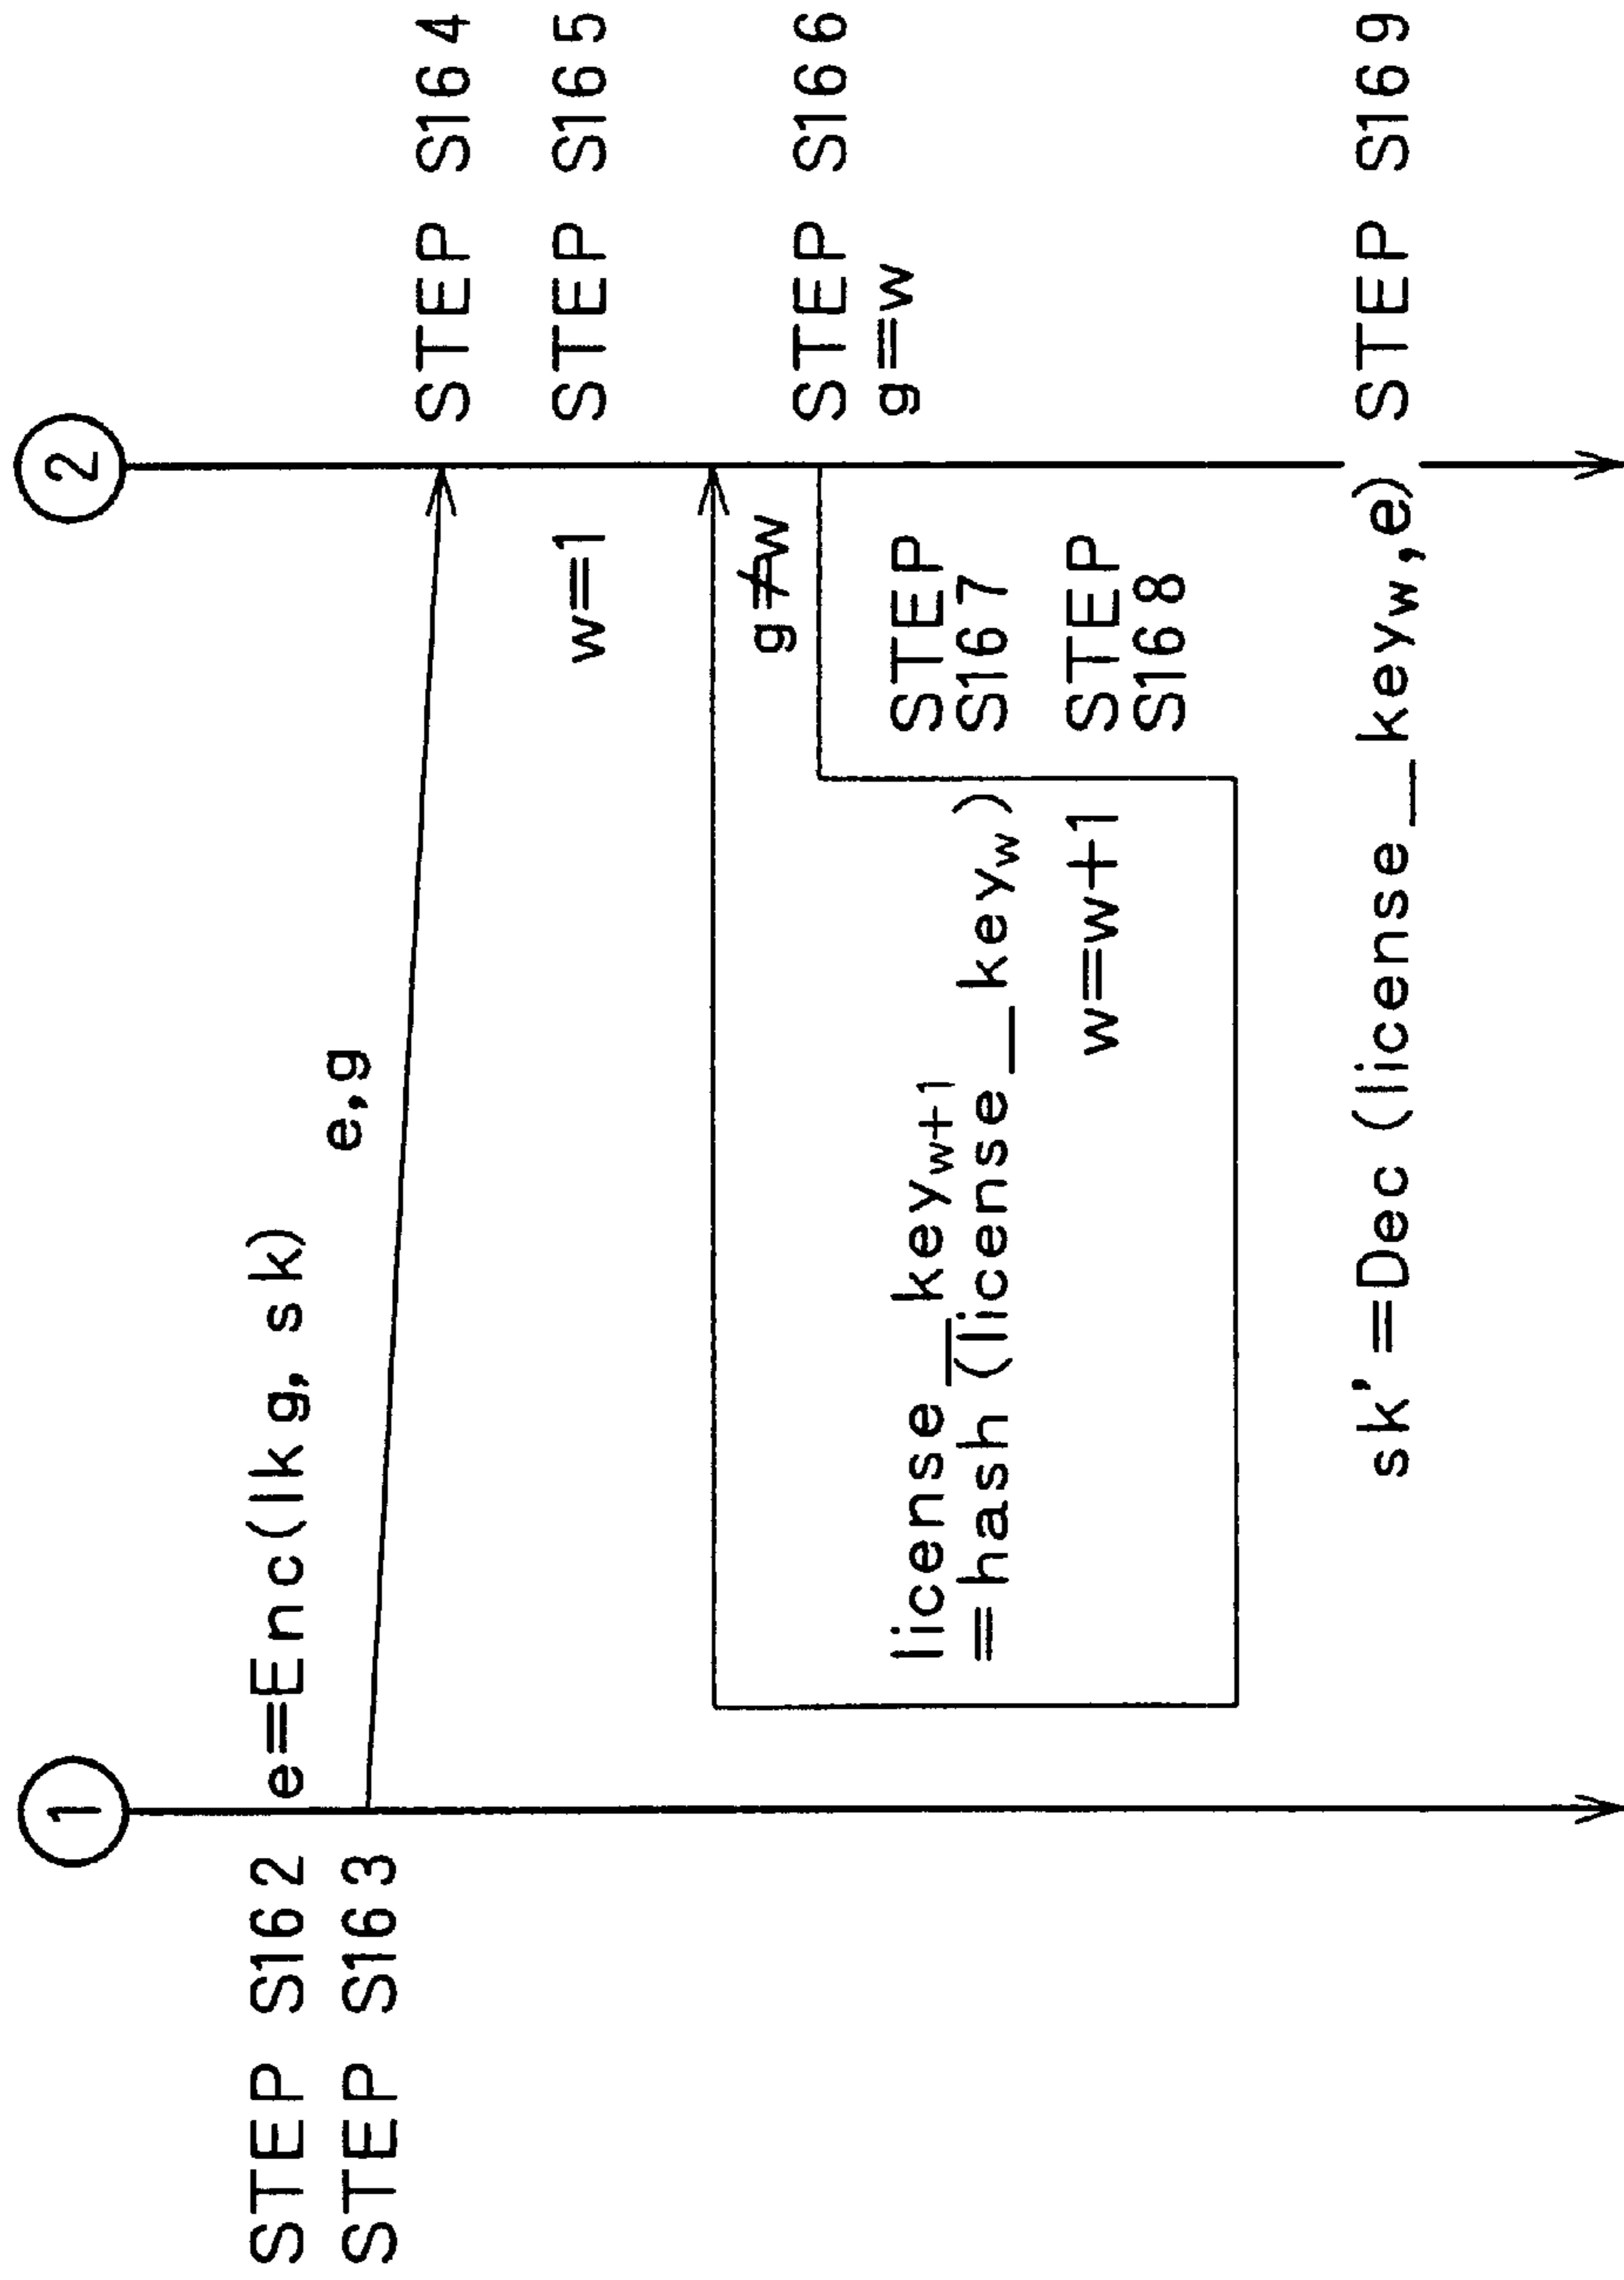 1
2
STEP S162
e=Enc(lkg, sk)
STEP S163
e,g
STEP S164
w=1
STEP S165
g≠w
STEP S166
g=w
license_keyw+1
=hash (license_keyw)
STEP
S167
w=w+1
STEP
S168
sk'=Dec (license_keyw,e)
STEP S169